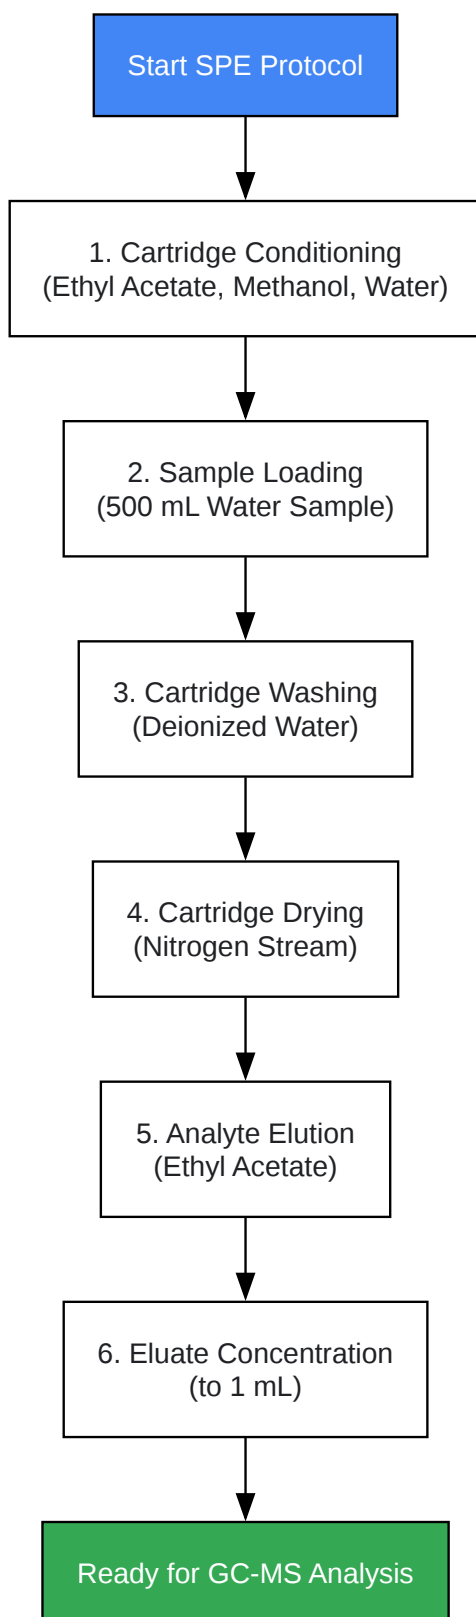 Start SPE Protocol
1. Cartridge Conditioning
(Ethyl Acetate, Methanol, Water)
2. Sample Loading
(500 mL Water Sample)
3. Cartridge Washing
(Deionized Water)
4. Cartridge Drying
(Nitrogen Stream)
5. Analyte Elution
(Ethyl Acetate)
6. Eluate Concentration
(to 1 mL)
Ready for GC-MS Analysis